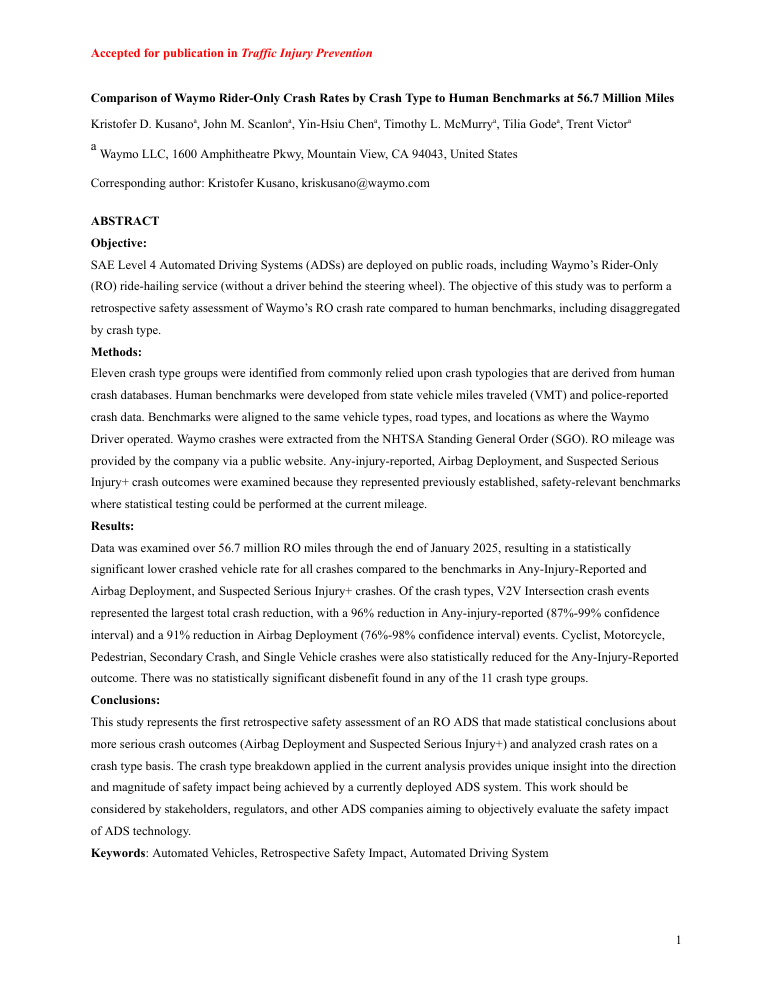 Accepted for publication in Traffic Injury Prevention
Comparison of Waymo Rider-Only Crash Rates by Crash Type to Human Benchmarks at 56.7 Million Miles
Kristofer D. Kusanoª, John M. Scanlonª, Yin-Hsiu Chenª, Timothy L. McMurryª, Tilia Godeª, Trent Victorª
a Waymo LLC, 1600 Amphitheatre Pkwy, Mountain View, CA 94043, United States
Corresponding author: Kristofer Kusano, kriskusano@waymo.com
ABSTRACT
Objective:
SAE Level 4 Automated Driving Systems (ADSs) are deployed on public roads, including Waymo’s Rider-Only
(RO) ride-hailing service (without a driver behind the steering wheel). The objective of this study was to perform a
retrospective safety assessment of Waymo’s RO crash rate compared to human benchmarks, including disaggregated
by crash type.
Methods:
Eleven crash type groups were identified from commonly relied upon crash typologies that are derived from human
crash databases. Human benchmarks were developed from state vehicle miles traveled (VMT) and police-reported
crash data. Benchmarks were aligned to the same vehicle types, road types, and locations as where the Waymo
Driver operated. Waymo crashes were extracted from the NHTSA Standing General Order (SGO). RO mileage was
provided by the company via a public website. Any-injury-reported, Airbag Deployment, and Suspected Serious
Injury+ crash outcomes were examined because they represented previously established, safety-relevant benchmarks
where statistical testing could be performed at the current mileage.
Results:
Data was examined over 56.7 million RO miles through the end of January 2025, resulting in a statistically
significant lower crashed vehicle rate for all crashes compared to the benchmarks in Any-Injury-Reported and
Airbag Deployment, and Suspected Serious Injury+ crashes. Of the crash types, V2V Intersection crash events
represented the largest total crash reduction, with a 96% reduction in Any-injury-reported (87%-99% confidence
interval) and a 91% reduction in Airbag Deployment (76%-98% confidence interval) events. Cyclist, Motorcycle,
Pedestrian, Secondary Crash, and Single Vehicle crashes were also statistically reduced for the Any-Injury-Reported
outcome. There was no statistically significant disbenefit found in any of the 11 crash type groups.
Conclusions:
This study represents the first retrospective safety assessment of an RO ADS that made statistical conclusions about
more serious crash outcomes (Airbag Deployment and Suspected Serious Injury+) and analyzed crash rates on a
crash type basis. The crash type breakdown applied in the current analysis provides unique insight into the direction
and magnitude of safety impact being achieved by a currently deployed ADS system. This work should be
considered by stakeholders, regulators, and other ADS companies aiming to objectively evaluate the safety impact
of ADS technology.
Keywords: Automated Vehicles, Retrospective Safety Impact, Automated Driving System
1